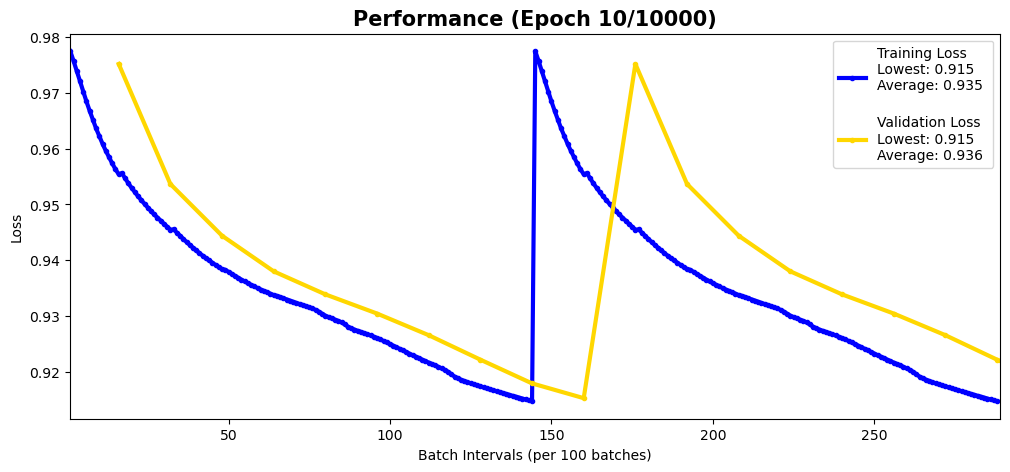 Performance (Epoch 10/10000)
0.98
0.97
0.96
0.95
0.94
0.93
0.92
Loss
Training Loss
Lowest: 0.915
Average: 0.935
Validation Loss
Lowest: 0.915
Average: 0.936
50
100
150
200
250
Batch Intervals (per 100 batches)